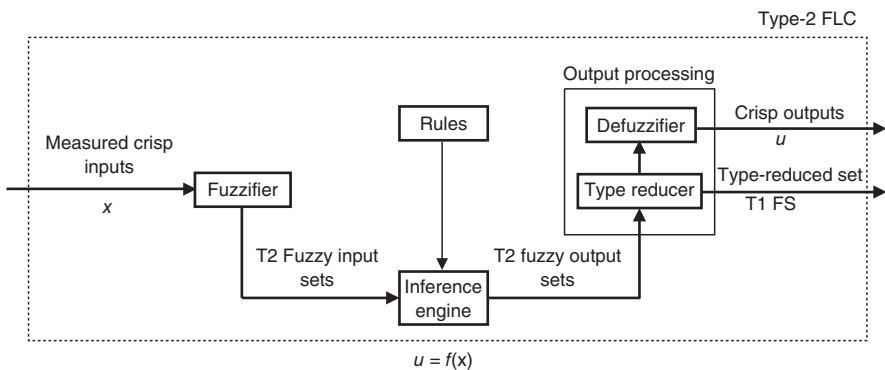 Type-2 FLC
Output processing
Measured crisp
inputs
x
Fuzzifier
Rules
Defuzzifier
Crisp outputs
u
Type reducer
Type-reduced set
T1 FS
T2 Fuzzy input
sets
Inference
engine
T2 fuzzy output
sets
u = f(x)